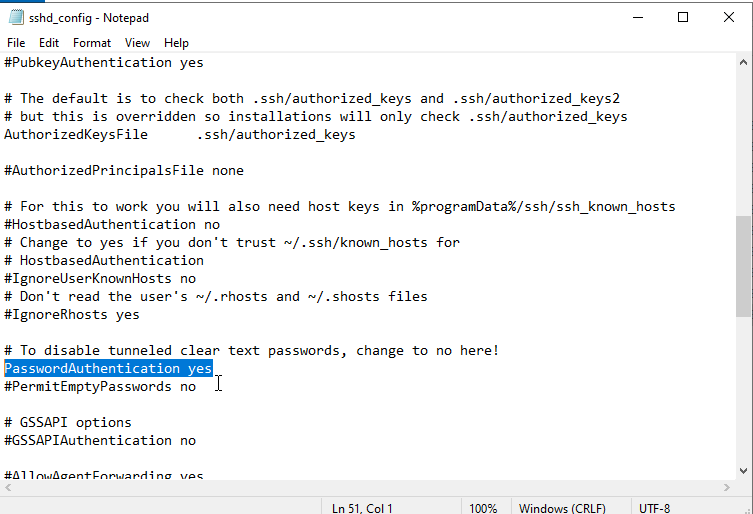 sshd_config - Notepad
File Edit Format View Help
#PubkeyAuthentication yes
# The default is to check both .ssh/authorized_keys and .ssh/authorized_keys2
# but this is overridden so installations will only check .ssh/authorized_keys
AuthorizedKeysFile      .ssh/authorized_keys
#AuthorizedPrincipalsFile none
# For this to work you will also need host keys in %programData%/ssh/ssh_known_hosts
#HostbasedAuthentication no
# Change to yes if you don't trust ~/.ssh/known_hosts for
# HostbasedAuthentication
#IgnoreUserKnownHosts no
# Don't read the user's ~/.rhosts and ~/.shosts files
#IgnoreRhosts yes
# To disable tunneled clear text passwords, change to no here!
PasswordAuthentication yes
#PermitEmptyPasswords no
# GSSAPI options
#GSSAPIAuthentication no
#AllowAgentForwarding yes
Ln 51, Col 1 100% Windows (CRLF) UTF-8